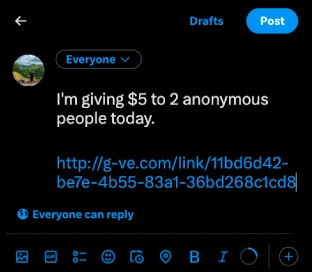 Drafts
Post
Everyone
I'm giving $5 to 2 anonymous
people today.
http://g-ve.com/link/11bd6d42-
be7e-4b55-83a1-36bd268c1cd8
Everyone can reply
GIF
B
I